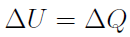 ΔU = ΔQ